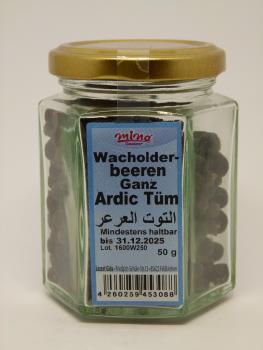 mina
Wacholder-
beeren
Ganz
Ardic Tüm
التوت العرعر
Mindestens haltbar
bis 31.12.2025
Lot. 1600W250
50 g
4 260259 453088